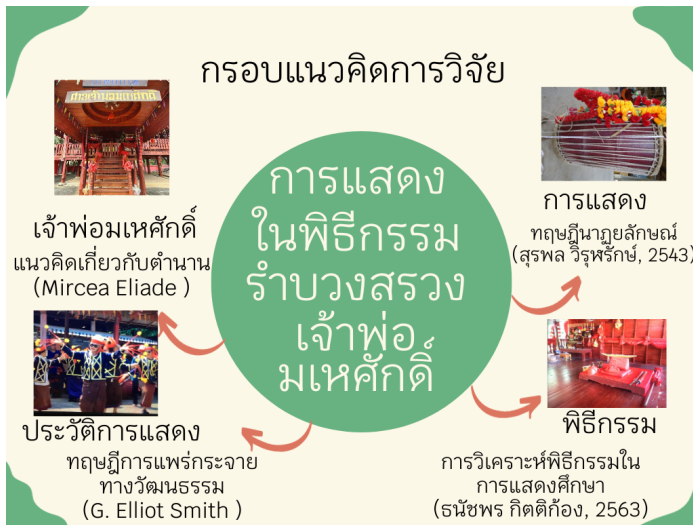 กรอบแนวคิดการวิจัย
การแสดง
ในพิธีกรรม
รำบวงสรวง
เจ้าพ่อ
มเหศักดิ์
เจ้าพ่อมเหศักดิ์
แนวคิดเกี่ยวกับตำนาน
(Mircea Eliade )
การแสดง
ทฤษฎีนาฏยลักษณ์
(สุรพล วิรุฬรักษ์, 2543)
ประวัติการแสดง
ทฤษฎีการแพร่กระจาย
ทางวัฒนธรรม
(G. Elliot Smith )
พิธีกรรม
การวิเคราะห์พิธีกรรมใน
การแสดงศึกษา
(ธนัชพร กิตติก้อง, 2563)